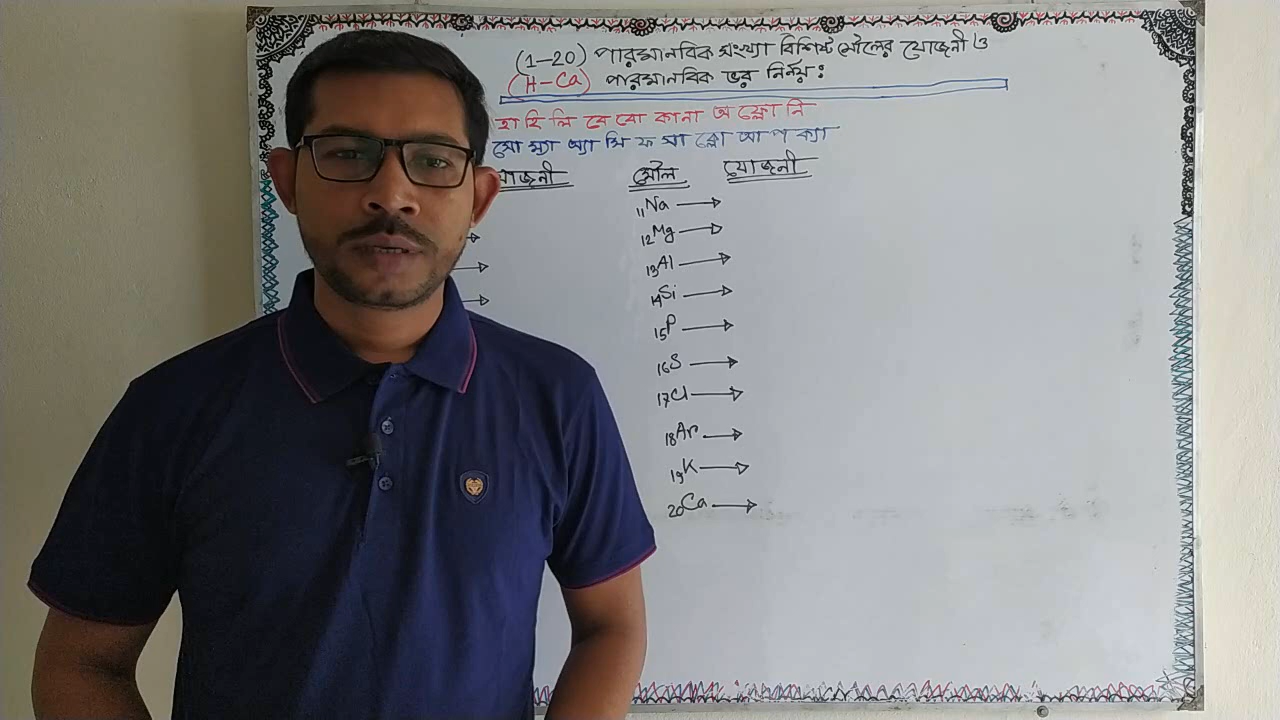 (1-20) পারমানবিক সংখ্যা বিশিষ্ট মৌলের যোজনী ও
(H-Ca) পারমানবিক ভর নির্নয়ঃ
হা হি লি বে বো কা না অ ফ্লো নি
সো ম্যা অ্যা সি ফ সা ক্লো আ প ক্যা
যোজনী মৌল যোজনী
11Na →
12Mg →
13Al →
14Si →
15P →
16S →
17Cl →
18Ar →
19K →
20Ca →